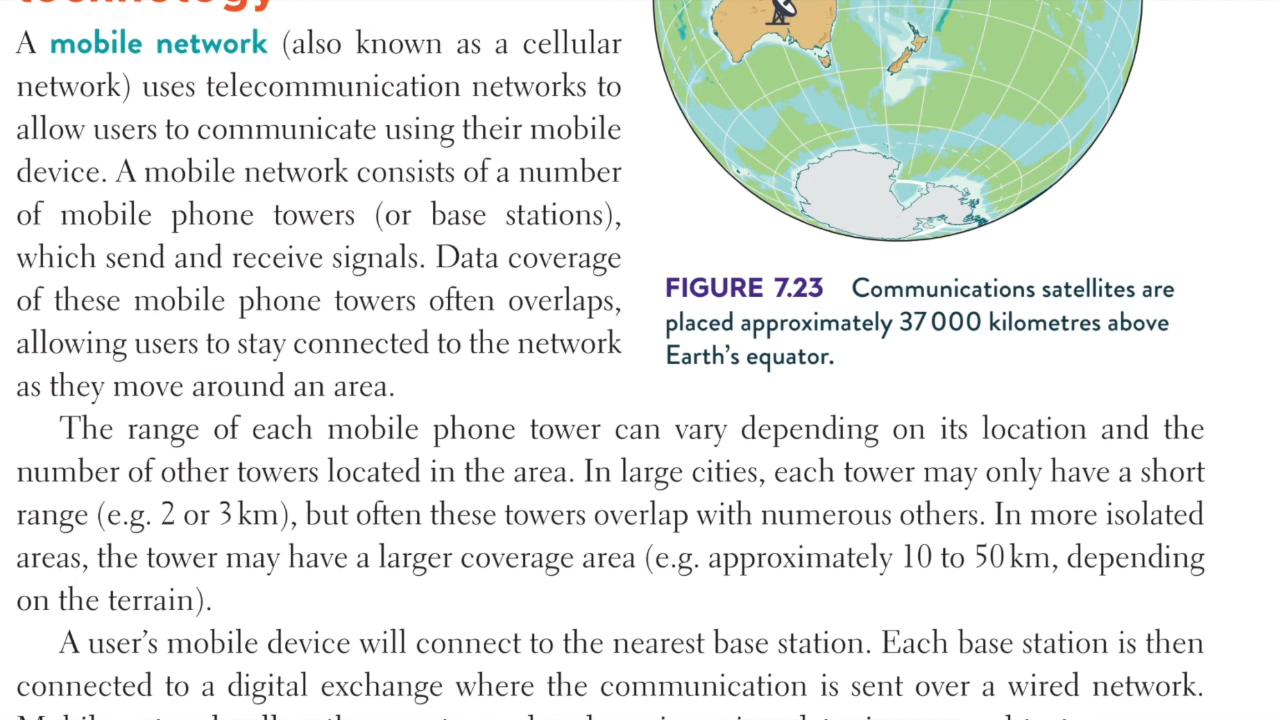 technology
A mobile network (also known as a cellular
network) uses telecommunication networks to
allow users to communicate using their mobile
device. A mobile network consists of a number
of mobile phone towers (or base stations),
which send and receive signals. Data coverage
of these mobile phone towers often overlaps,
allowing users to stay connected to the network
as they move around an area.
FIGURE 7.23 Communications satellites are
placed approximately 37 000 kilometres above
Earth's equator.
The range of each mobile phone tower can vary depending on its location and the
number of other towers located in the area. In large cities, each tower may only have a short
range (e.g. 2 or 3 km), but often these towers overlap with numerous others. In more isolated
areas, the tower may have a larger coverage area (e.g. approximately 10 to 50 km, depending
on the terrain).
A user's mobile device will connect to the nearest base station. Each base station is then
connected to a digital exchange where the communication is sent over a wired network.